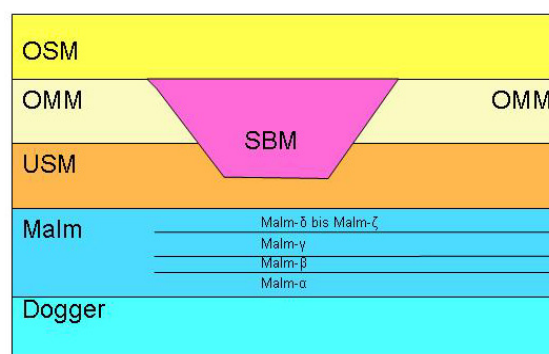 OSM
OMM
OMM
SBM
USM
Malm
Malm-δ bis Malm-ζ
Malm-γ
Malm-β
Malm-α
Dogger